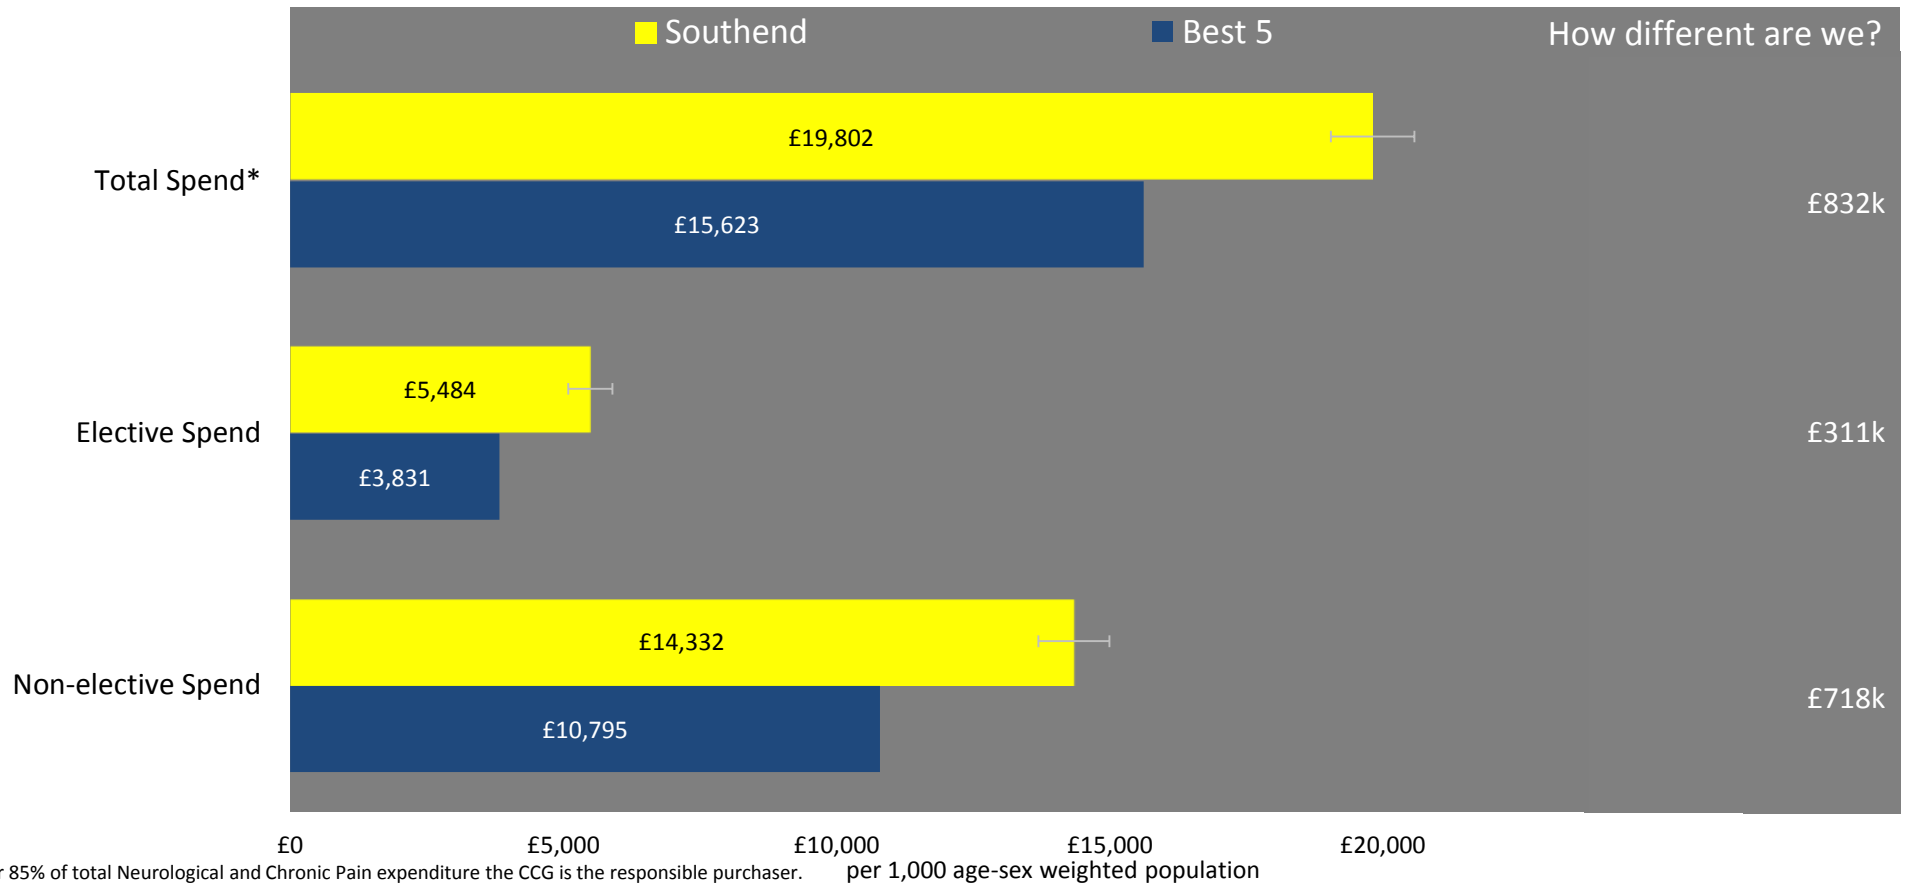 Southend
Best 5
How different are we?
Total Spend*
£19,802
£15,623
£832k
Elective Spend
£5,484
£3,831
£311k
Non-elective Spend
£14,332
£10,795
£718k
£0
£5,000
£10,000
£15,000
£20,000
85% of total Neurological and Chronic Pain expenditure the CCG is the responsible purchaser.
per 1,000 age-sex weighted population